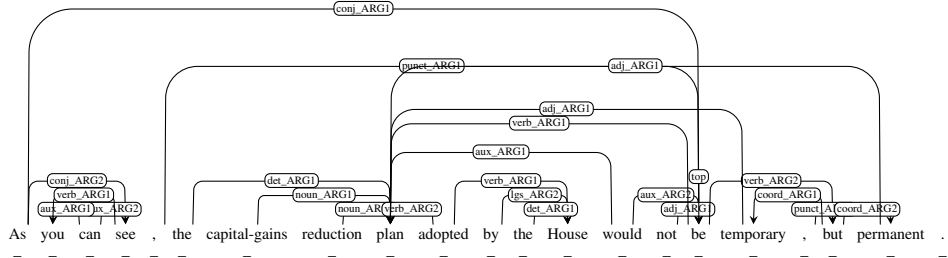 conj_ARG1
punct_ARG1 adj_ARG1
adj_ARG1
verb_ARG1
aux_ARG1
top
conj_ARG2 det_ARG1 verb_ARG1 verb_ARG2
verb_ARG1 noun_ARG1 lgs_ARG2 aux_ARG2 coord_ARG1
aux_ARG1 ux_ARG2 noun_AR verb_ARG2 det_ARG1 adj_ARG1 punct_A coord_ARG2
As you can see , the capital-gains reduction plan adopted by the House would not be temporary , but permanent .
_ _ _ _ _ _ _ _ _ _ _ _ _ _ _ _ _ _ _ _ _